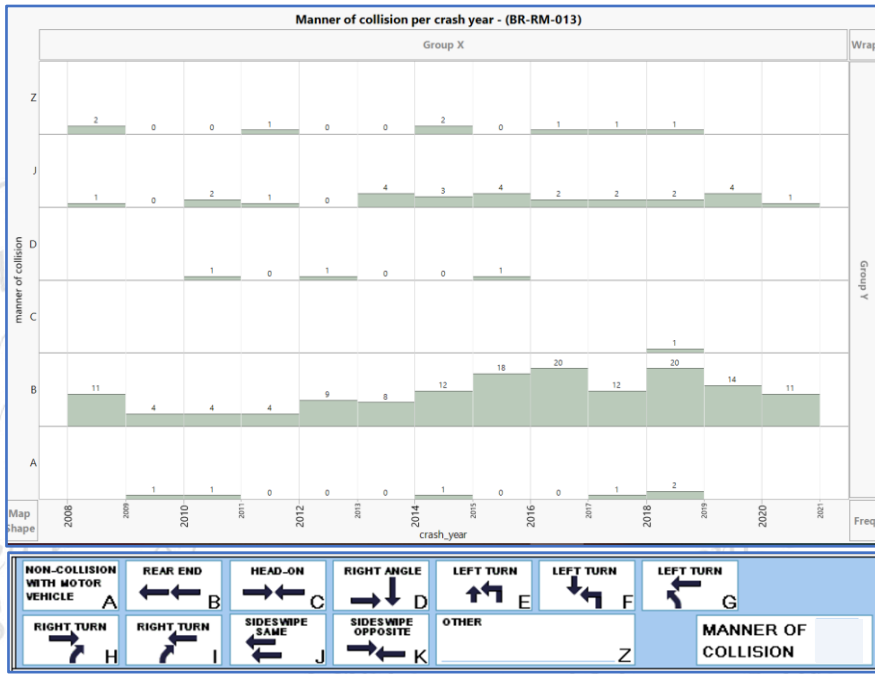 Manner of collision per crash year - (BR-RM-013)
Group X
Wrap
Z
2 0 0 1 0 0 2 0 1 1 1
J
1 0 2 1 0 4 3 4 2 2 2 4 1
D
1 0 1 0 0 1
C
1
B
11 4 4 4 9 8 12 18 20 12 20 14 11
A
1 1 0 0 0 1 0 0 1 2
manner of collision
Group Y
Map
Shape
2008 2009 2010 2011 2012 2013 2014 2015 2016 2017 2018 2019 2020 2021
Freq
crash_year
NON-COLLISION
WITH MOTOR
VEHICLE A
REAR END
B
HEAD-ON
C
RIGHT ANGLE
D
LEFT TURN
E
LEFT TURN
F
LEFT TURN
G
RIGHT TURN
H
RIGHT TURN
I
SIDESWIPE
SAME
J
SIDESWIPE
OPPOSITE
K
OTHER
Z
MANNER OF
COLLISION